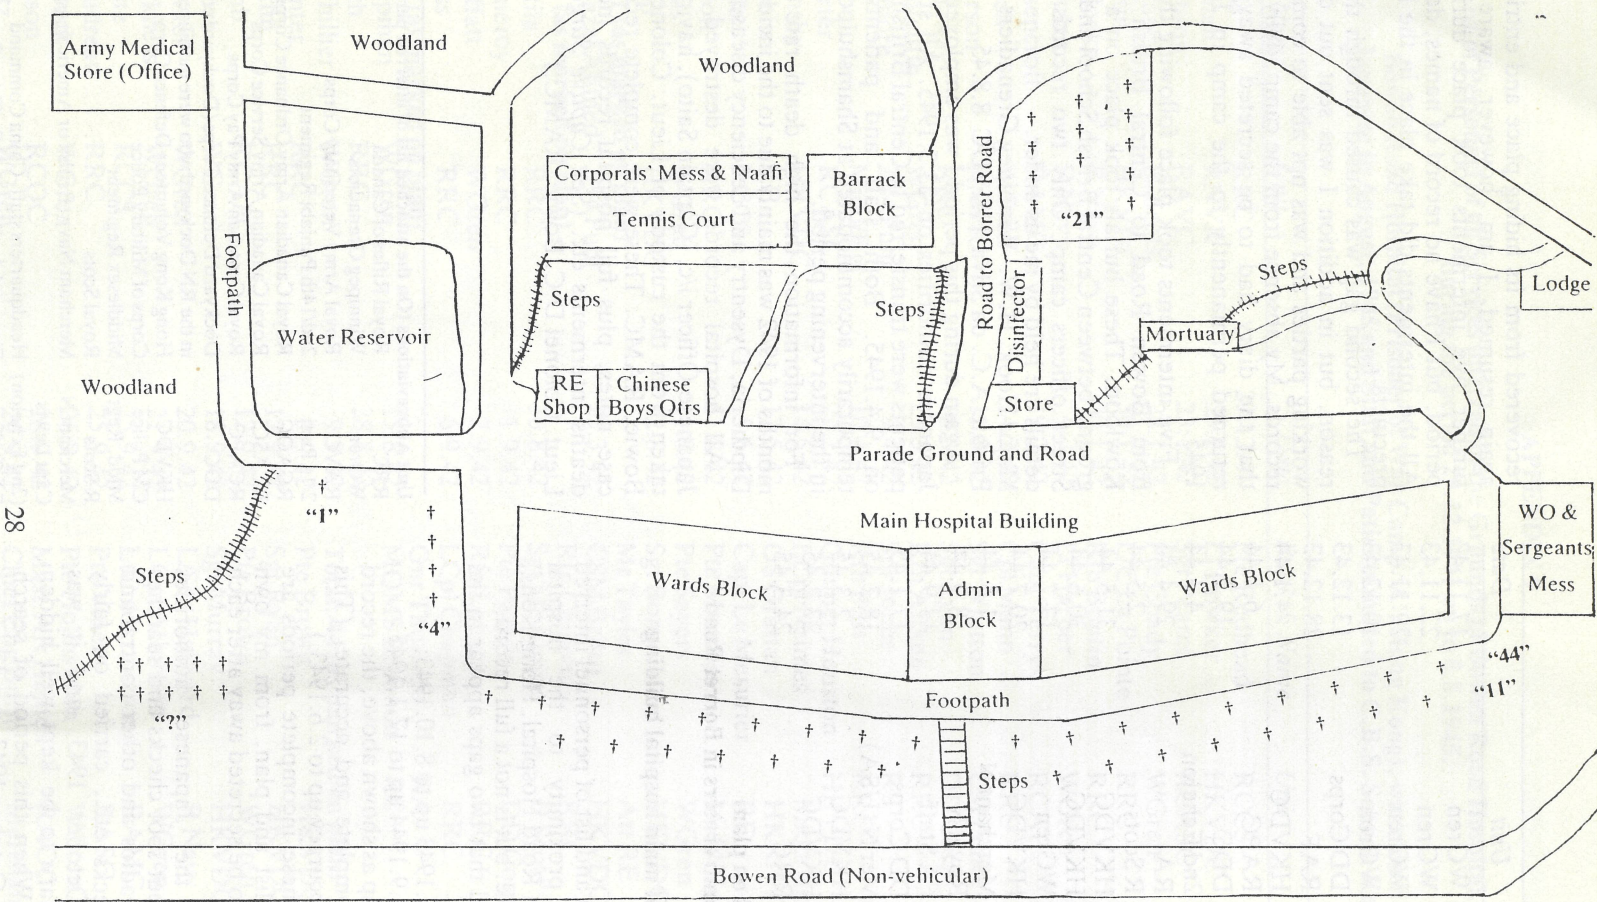 Army Medical
Store (Office)
Woodland
Woodland
Corporals' Mess & Naafi
Tennis Court
Barrack
Block
Road to Borret Road
“21”
Footpath
Steps
Steps
Disinfector
Steps
Lodge
Mortuary
Water Reservoir
Woodland
RE
Shop
Chinese
Boys Qtrs
Store
Parade Ground and Road
“1”
Main Hospital Building
WO &
Sergeants
Mess
Steps
Wards Block
Admin
Block
Wards Block
“4”
“44”
“11”
“?”
Footpath
Steps
Bowen Road (Non-vehicular)
28